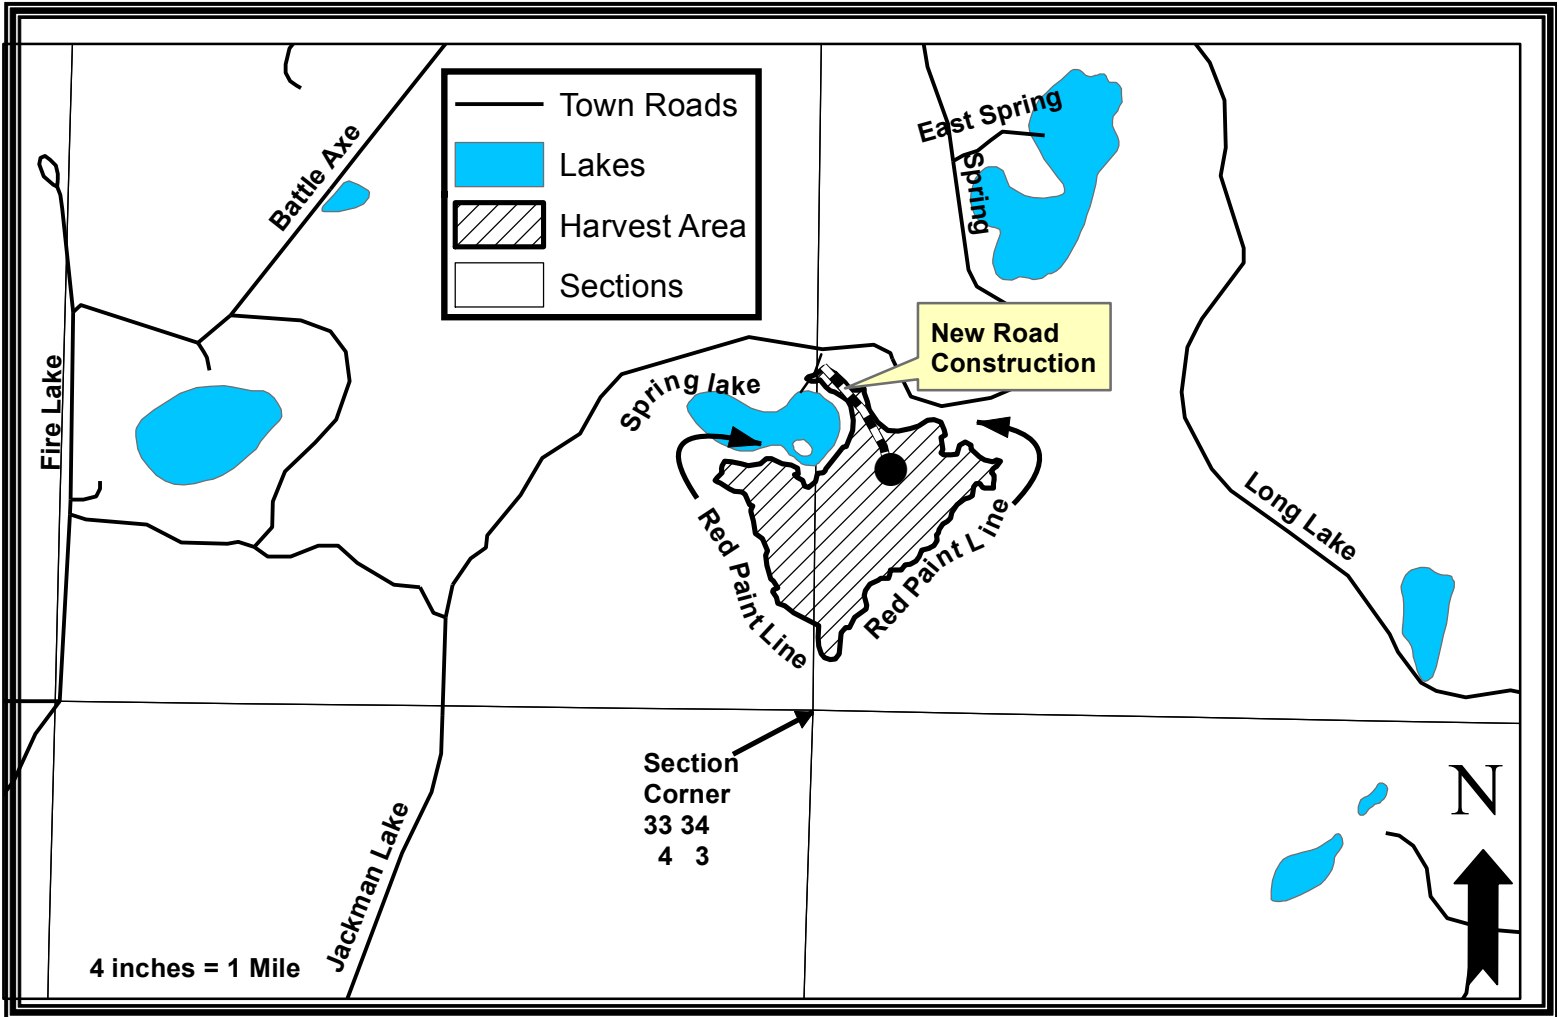 Town Roads
Lakes
Harvest Area
Sections
Battle Axe
East Spring
Spring
New Road
Construction
Fire Lake
Spring lake
Long Lake
Red Paint Line
Red Paint Line
Section
Corner
33 34
4 3
N
Jackman Lake
4 inches = 1 Mile